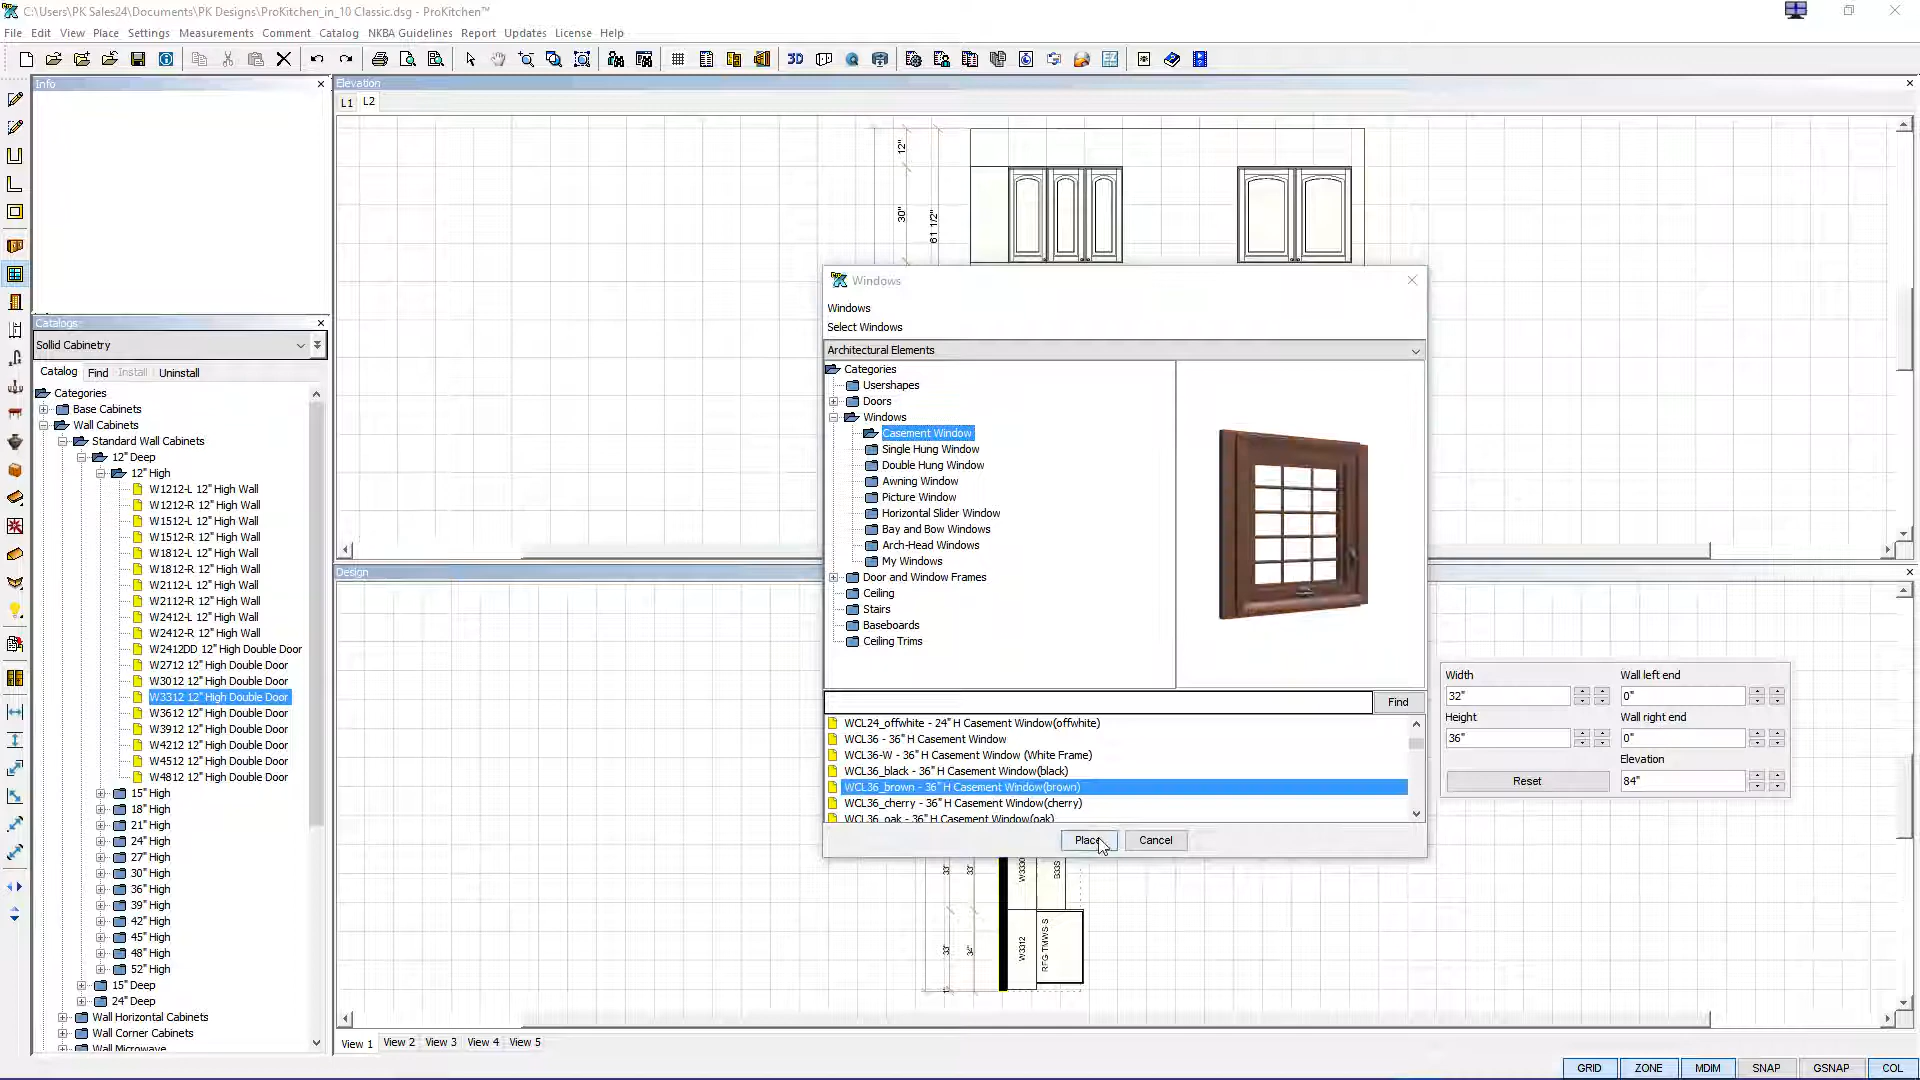 C:\Users\PK Sales24\Documents\PK Designs\ProKitchen_in_10 Classic.dsg - ProKitchen™
File Edit View Place Settings Measurements Comment Catalog NKBA Guidelines Report Updates License Help
3D
Info
Catalogs
Sollid Cabinetry
Catalog Find Install Uninstall
Categories
Base Cabinets
Wall Cabinets
Standard Wall Cabinets
12" Deep
12" High
W1212-L 12" High Wall
W1212-R 12" High Wall
W1512-L 12" High Wall
W1512-R 12" High Wall
W1812-L 12" High Wall
W1812-R 12" High Wall
W2112-L 12" High Wall
W2112-R 12" High Wall
W2412-L 12" High Wall
W2412-R 12" High Wall
W2412DD 12" High Double Door
W2712 12" High Double Door
W3012 12" High Double Door
W3312 12" High Double Door
W3612 12" High Double Door
W3912 12" High Double Door
W4212 12" High Double Door
W4512 12" High Double Door
W4812 12" High Double Door
15" High
18" High
21" High
24" High
27" High
30" High
36" High
39" High
42" High
45" High
48" High
52" High
15" Deep
24" Deep
Wall Horizontal Cabinets
Wall Corner Cabinets
Wall Microwave
Elevation
L1 L2
12"
30"
61 1/2"
Windows
Windows
Select Windows
Architectural Elements
Categories
Usershapes
Doors
Windows
Casement Window
Single Hung Window
Double Hung Window
Awning Window
Picture Window
Horizontal Slider Window
Bay and Bow Windows
Arch-Head Windows
My Windows
Door and Window Frames
Ceiling
Stairs
Baseboards
Ceiling Trims
Find
WCL24_offwhite - 24" H Casement Window(offwhite)
WCL36 - 36" H Casement Window
WCL36-W - 36" H Casement Window (White Frame)
WCL36_black - 36" H Casement Window(black)
WCL36_brown - 36" H Casement Window(brown)
WCL36_cherry - 36" H Casement Window(cherry)
WCL36_oak - 36" H Casement Window(oak)
Place Cancel
Width
32"
Height
36"
Reset
Wall left end
0"
Wall right end
0"
Elevation
84"
Design
33" 33" W3330 B33S
33" 34" W3312 RFG-TMWS-S
View 1 View 2 View 3 View 4 View 5
GRID ZONE MDIM SNAP GSNAP COL